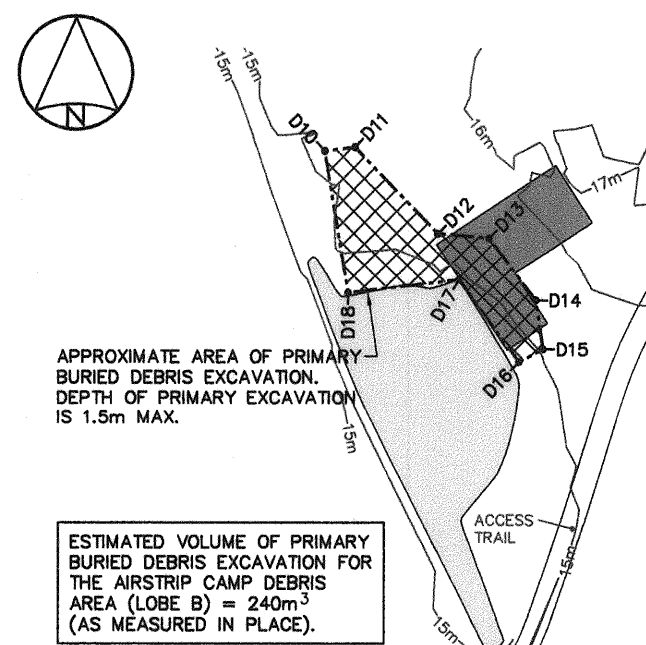 N
15m
15m
D10
D11
16m
D12
D13
17m
D17
D14
D18
D15
D16
APPROXIMATE AREA OF PRIMARY
BURIED DEBRIS EXCAVATION.
DEPTH OF PRIMARY EXCAVATION
IS 1.5m MAX.
15m
ACCESS
TRAIL
15m
ESTIMATED VOLUME OF PRIMARY
BURIED DEBRIS EXCAVATION FOR
THE AIRSTRIP CAMP DEBRIS
AREA (LOBE B) = 240m³
(AS MEASURED IN PLACE).
15m